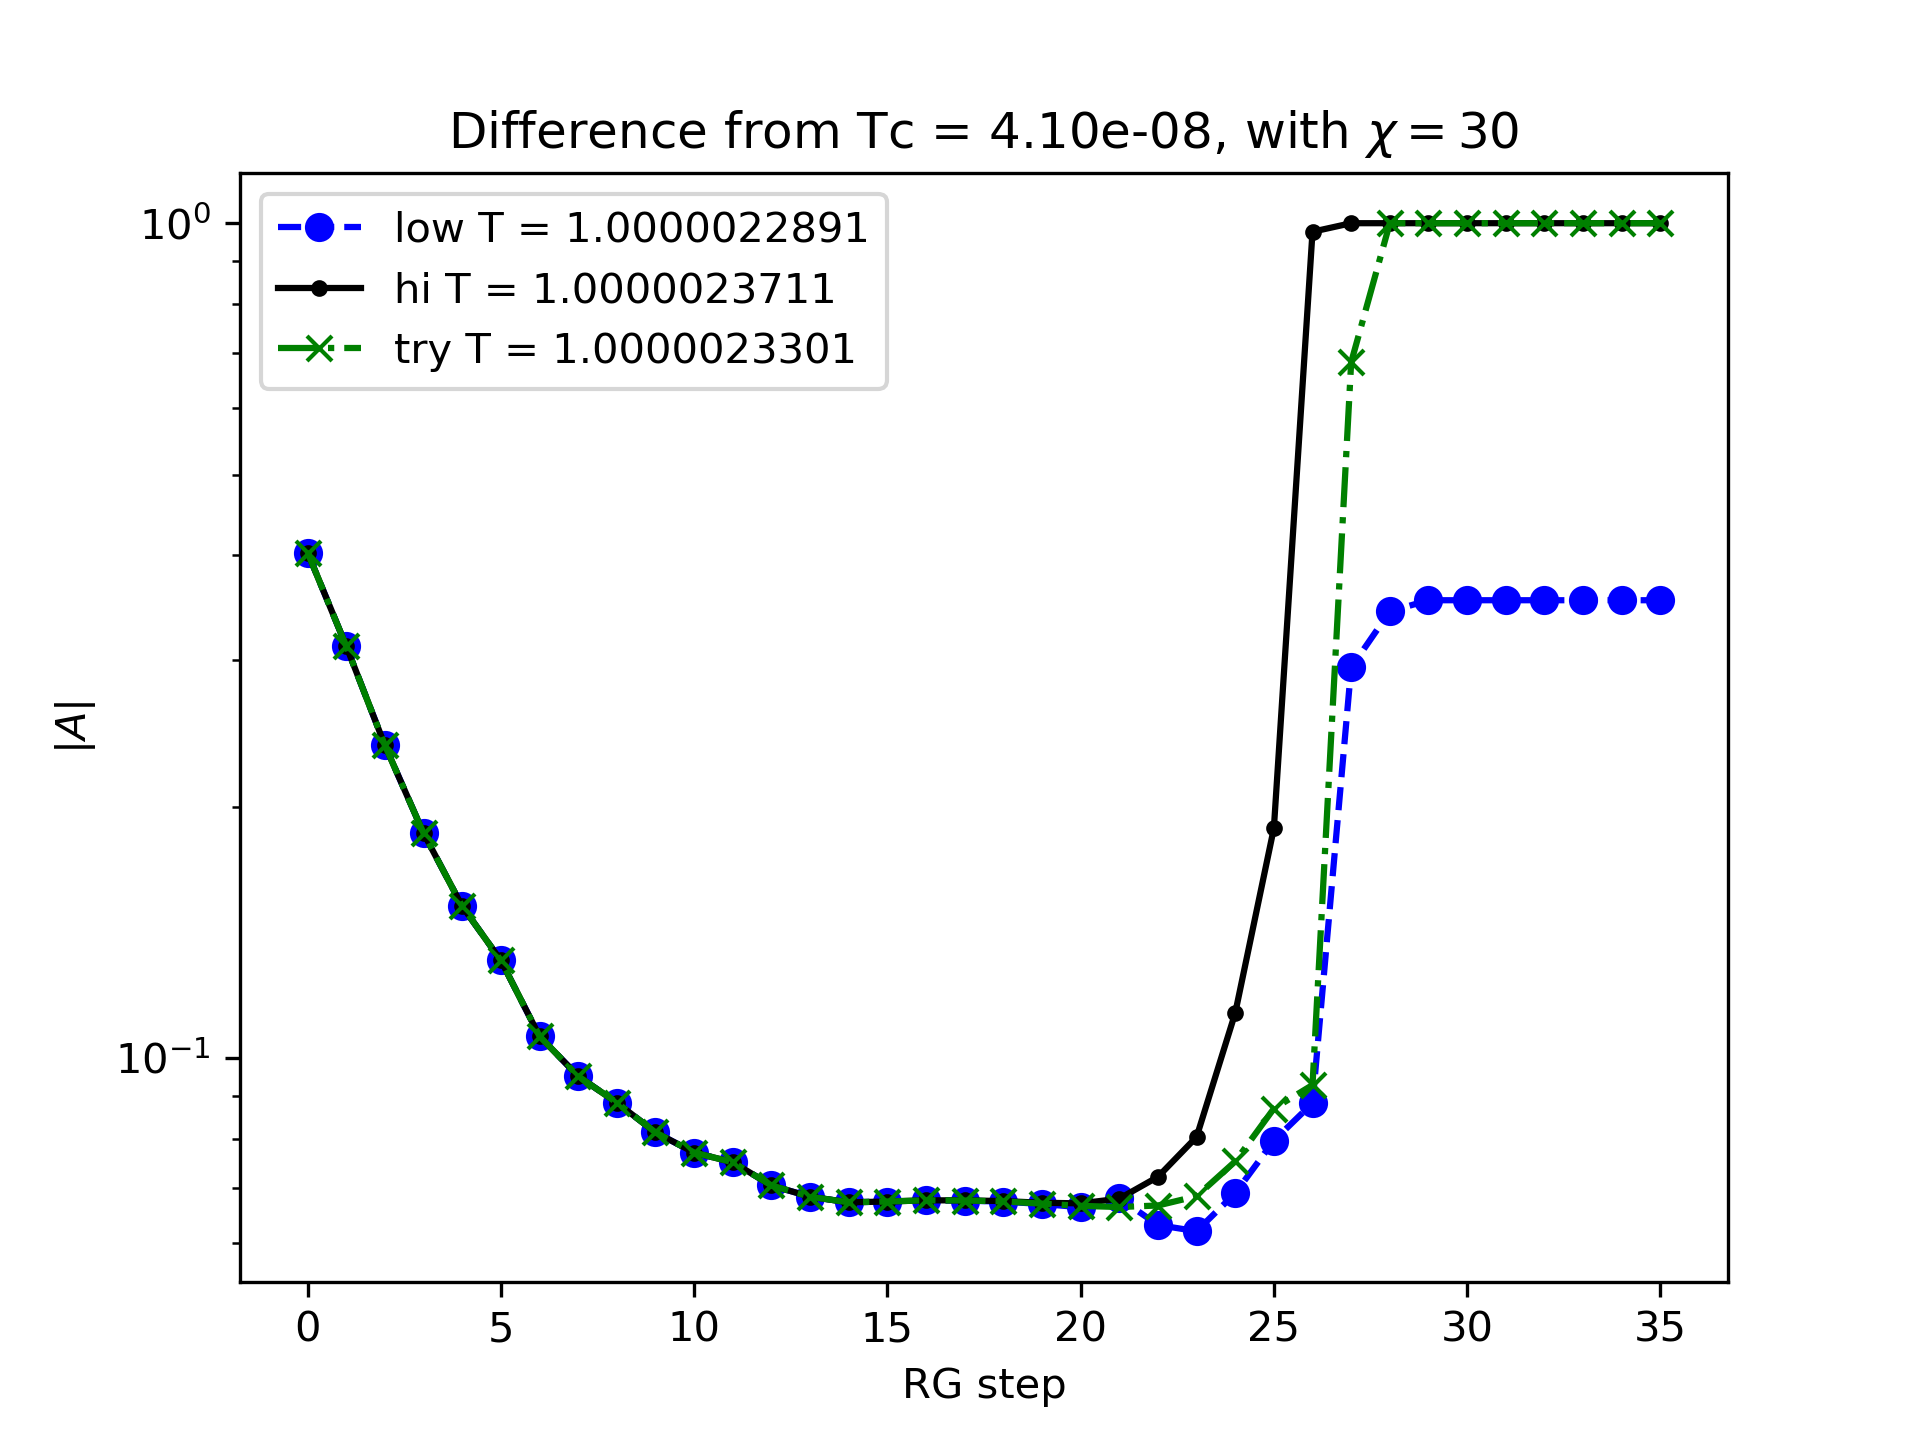 Difference from Tc = 4.10e-08, with χ = 30
10⁰
10⁻¹
|A|
low T = 1.0000022891
hi T = 1.0000023711
try T = 1.0000023301
0 5 10 15 20 25 30 35
RG step